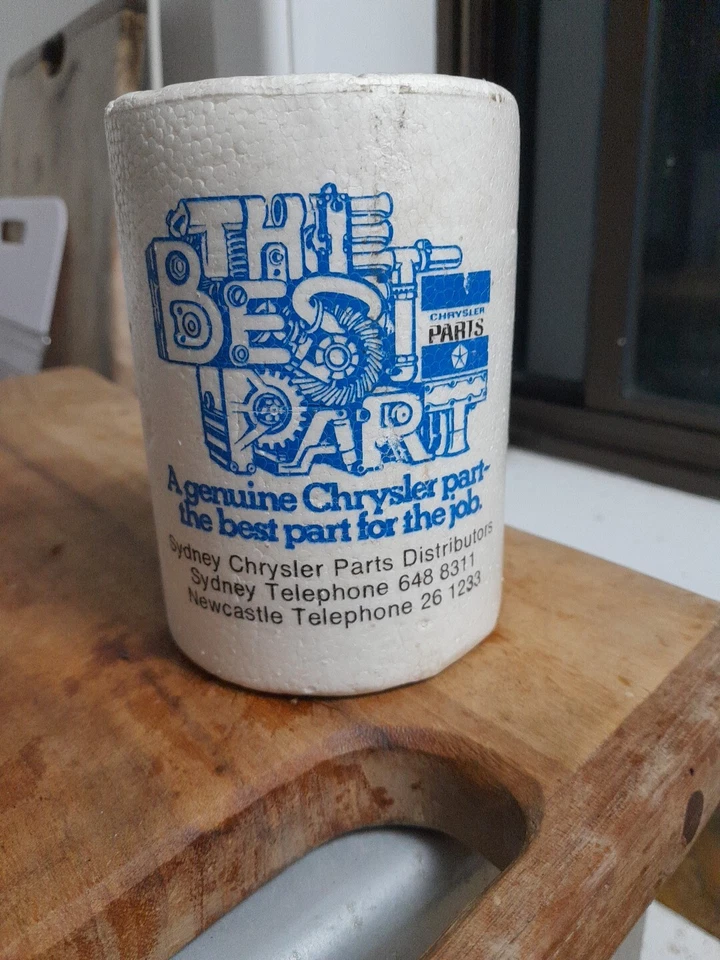 THE
BEST
PART
CHRYSLER
PARTS
A genuine Chrysler part-
the best part for the job.
Sydney Chrysler Parts Distributors
Sydney Telephone 648 8311
Newcastle Telephone 26 1233